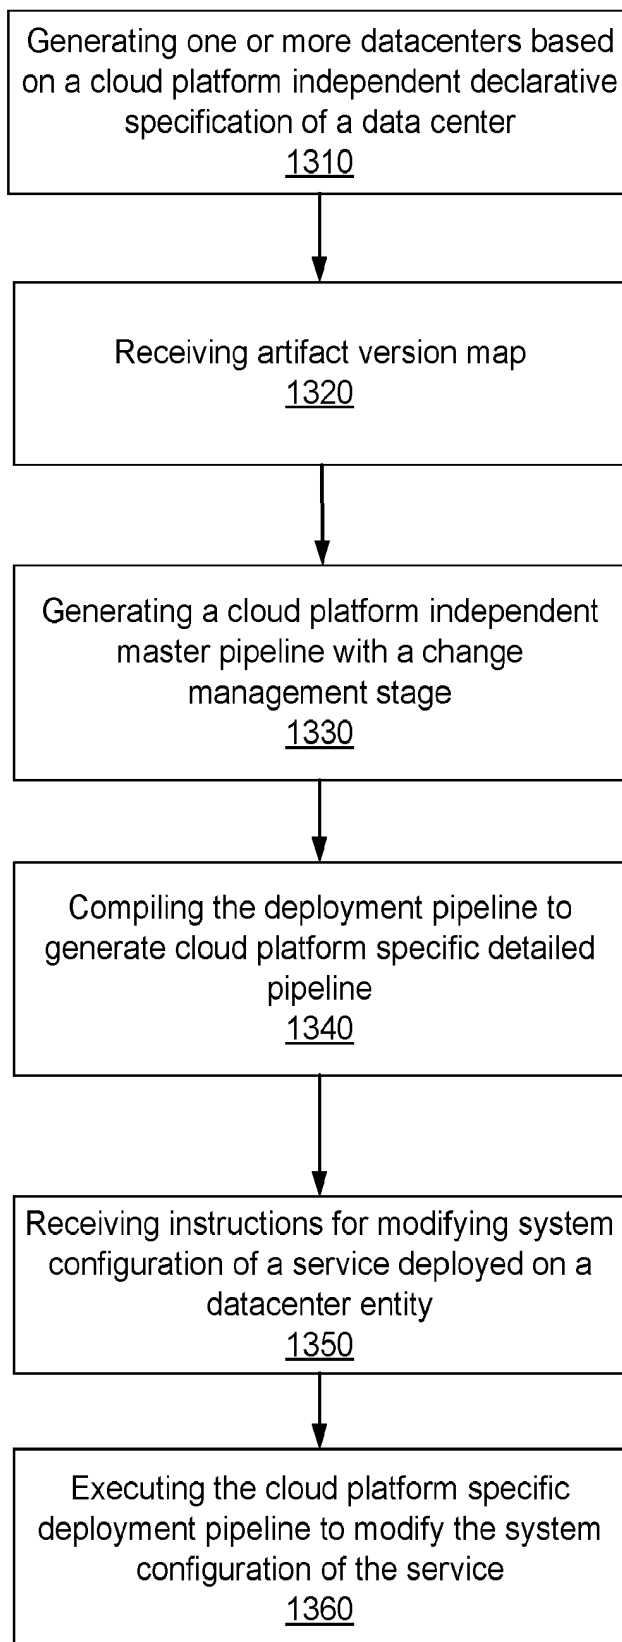 Generating one or more datacenters based
on a cloud platform independent declarative
specification of a data center
1310
Receiving artifact version map
1320
Generating a cloud platform independent
master pipeline with a change
management stage
1330
Compiling the deployment pipeline to
generate cloud platform specific detailed
pipeline
1340
Receiving instructions for modifying system
configuration of a service deployed on a
datacenter entity
1350
Executing the cloud platform specific
deployment pipeline to modify the system
configuration of the service
1360